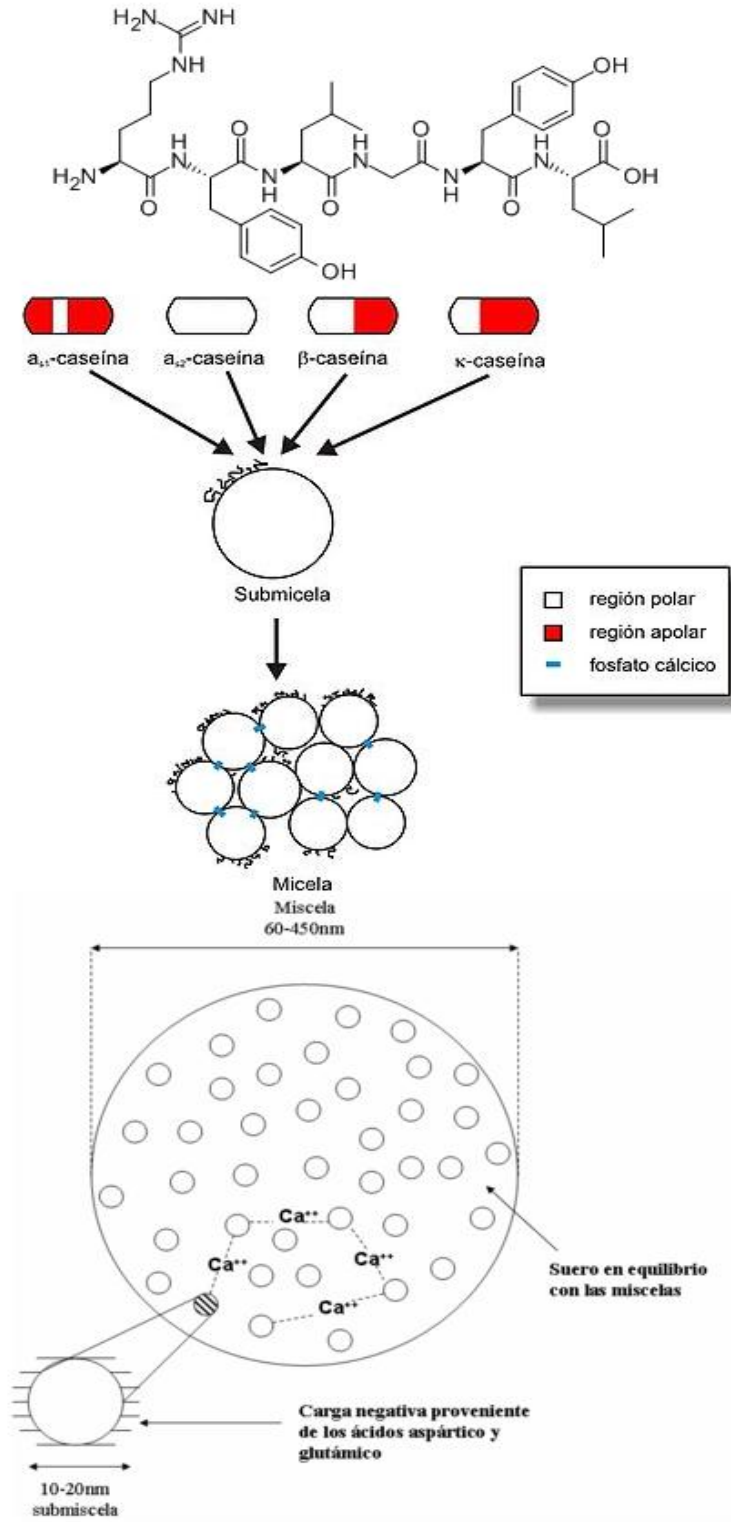 H₂N
NH
NH
OH
O
H
N
O
H
N
O
OH
H₂N
O
N
H
O
N
H
O
OH
aₛ₁-caseína
aₛ₂-caseína
β-caseína
κ-caseína
Submicela
región polar
región apolar
fosfato cálcico
Micela
Miscela
60-450nm
Ca⁺⁺
Ca⁺⁺
Ca⁺⁺
Ca⁺⁺
Suero en equilibrio
con las miscelas
Carga negativa proveniente
de los ácidos aspártico y
glutámico
10-20nm
submiscela